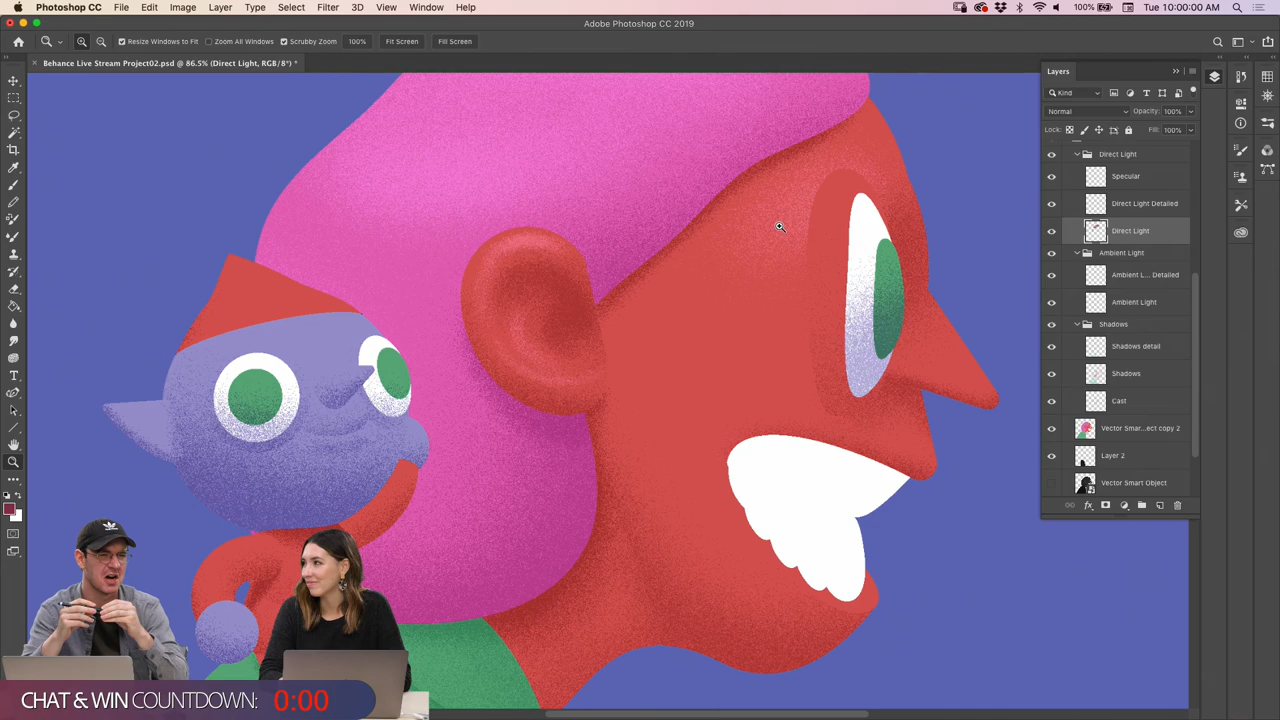 Photoshop CC File Edit Image Layer Type Select Filter 3D View Window Help 100% Tue 10:00:00 AM
Adobe Photoshop CC 2019
Resize Windows to Fit Zoom All Windows Scrubby Zoom 100% Fit Screen Fill Screen
Behance Live Stream Project02.psd @ 86.5% (Direct Light, RGB/8*) *
Layers
Kind
Normal Opacity: 100%
Lock: Fill: 100%
Direct Light
Specular
Direct Light Detailed
Direct Light
Ambient Light
Ambient L... Detailed
Ambient Light
Shadows
Shadows detail
Shadows
Cast
Vector Smar...ect copy 2
Layer 2
Vector Smart Object
fx
CHAT & WIN COUNTDOWN: 0:00